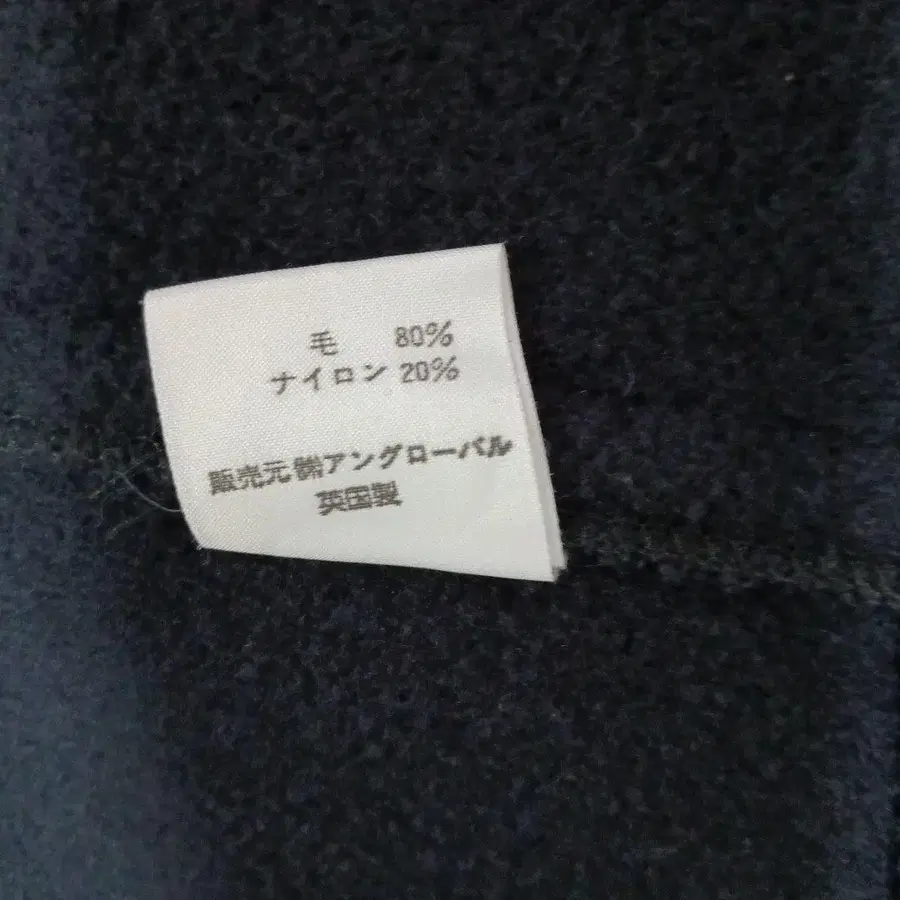 毛 80%
ナイロン 20%
販売元 ㈱アングローバル
英国製